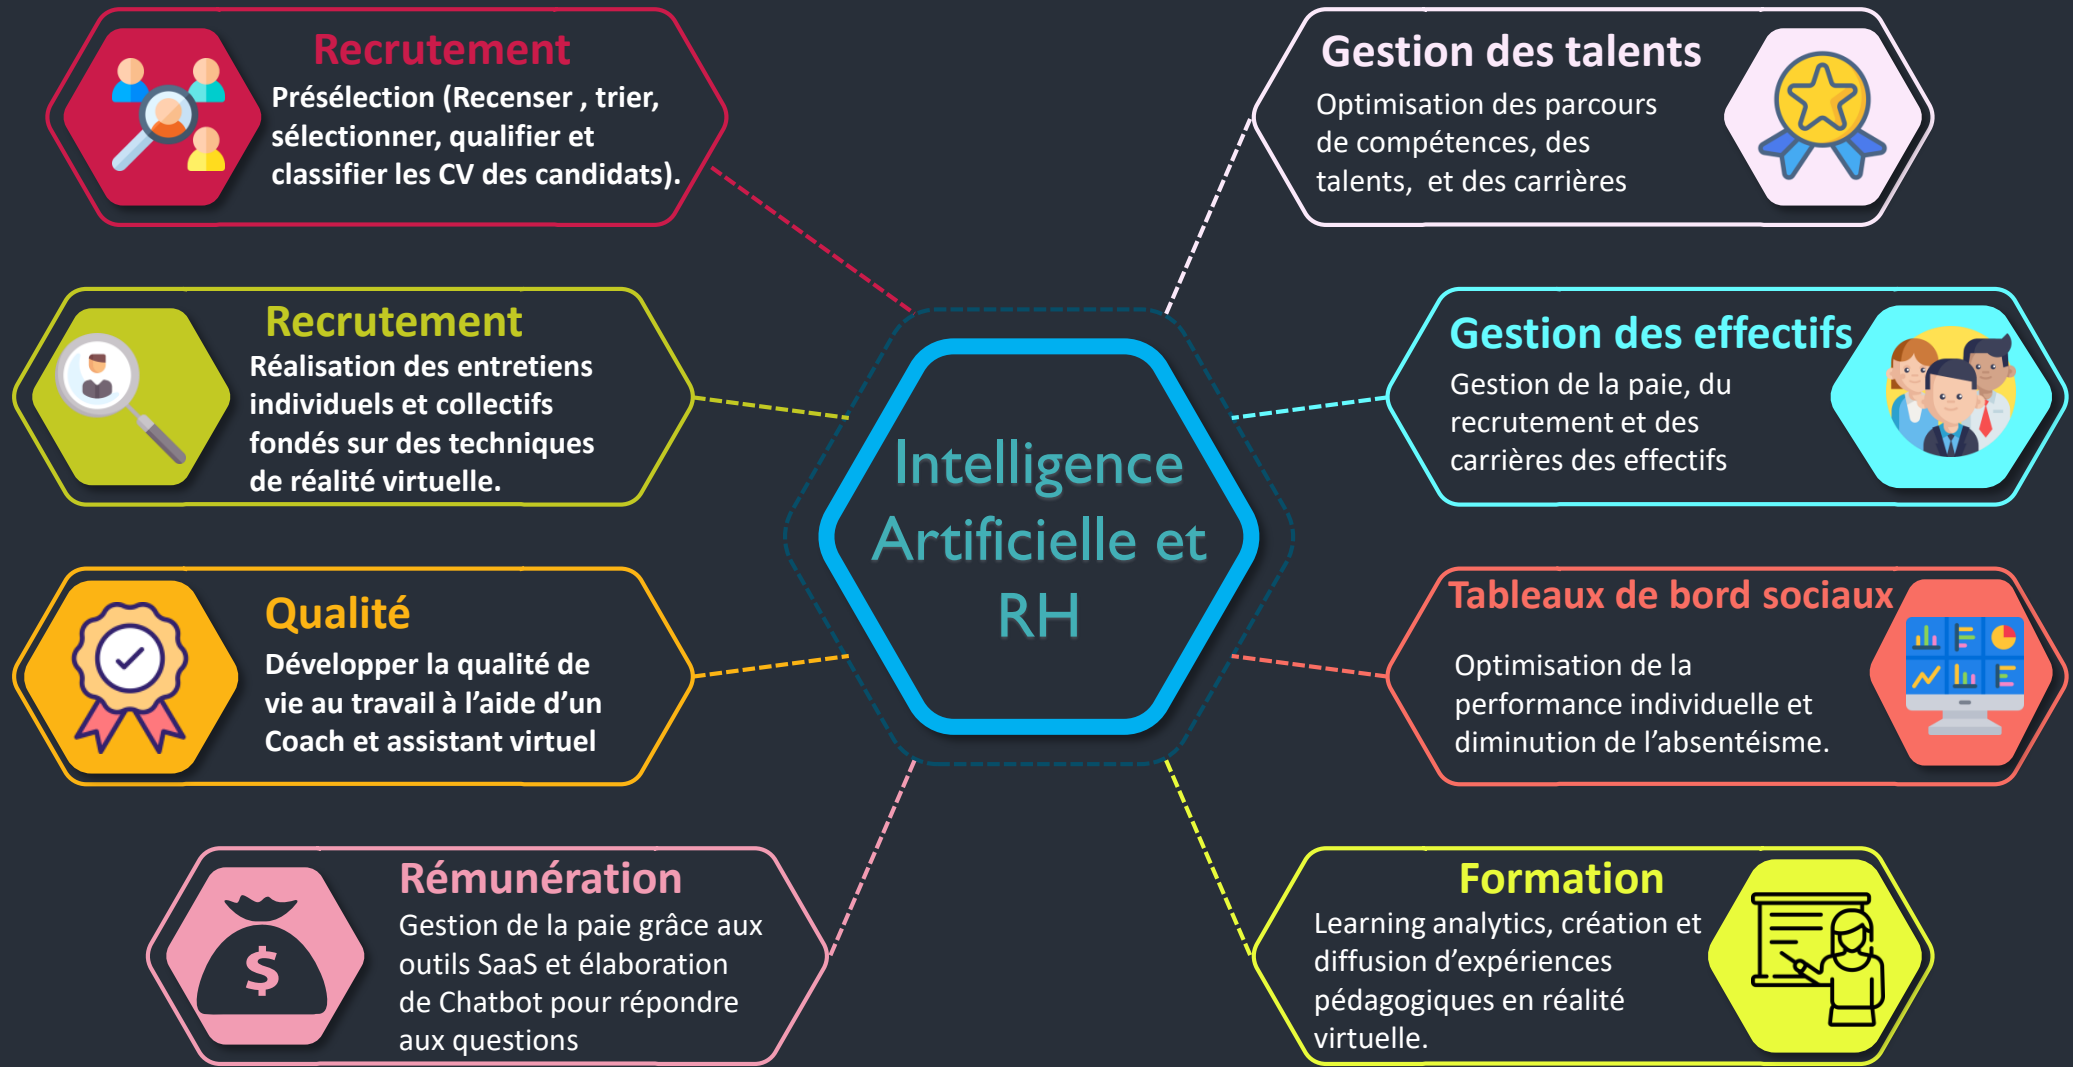 Recrutement
Présélection (Recenser , trier,
sélectionner, qualifier et
classifier les CV des candidats).
Recrutement
Réalisation des entretiens
individuels et collectifs
fondés sur des techniques
de réalité virtuelle.
Qualité
Développer la qualité de
vie au travail à l’aide d’un
Coach et assistant virtuel
Rémunération
Gestion de la paie grâce aux
outils SaaS et élaboration
de Chatbot pour répondre
aux questions
$
Intelligence
Artificielle et
RH
Gestion des talents
Optimisation des parcours
de compétences, des
talents, et des carrières
Gestion des effectifs
Gestion de la paie, du
recrutement et des
carrières des effectifs
Tableaux de bord sociaux
Optimisation de la
performance individuelle et
diminution de l’absentéisme.
Formation
Learning analytics, création et
diffusion d’expériences
pédagogiques en réalité
virtuelle.